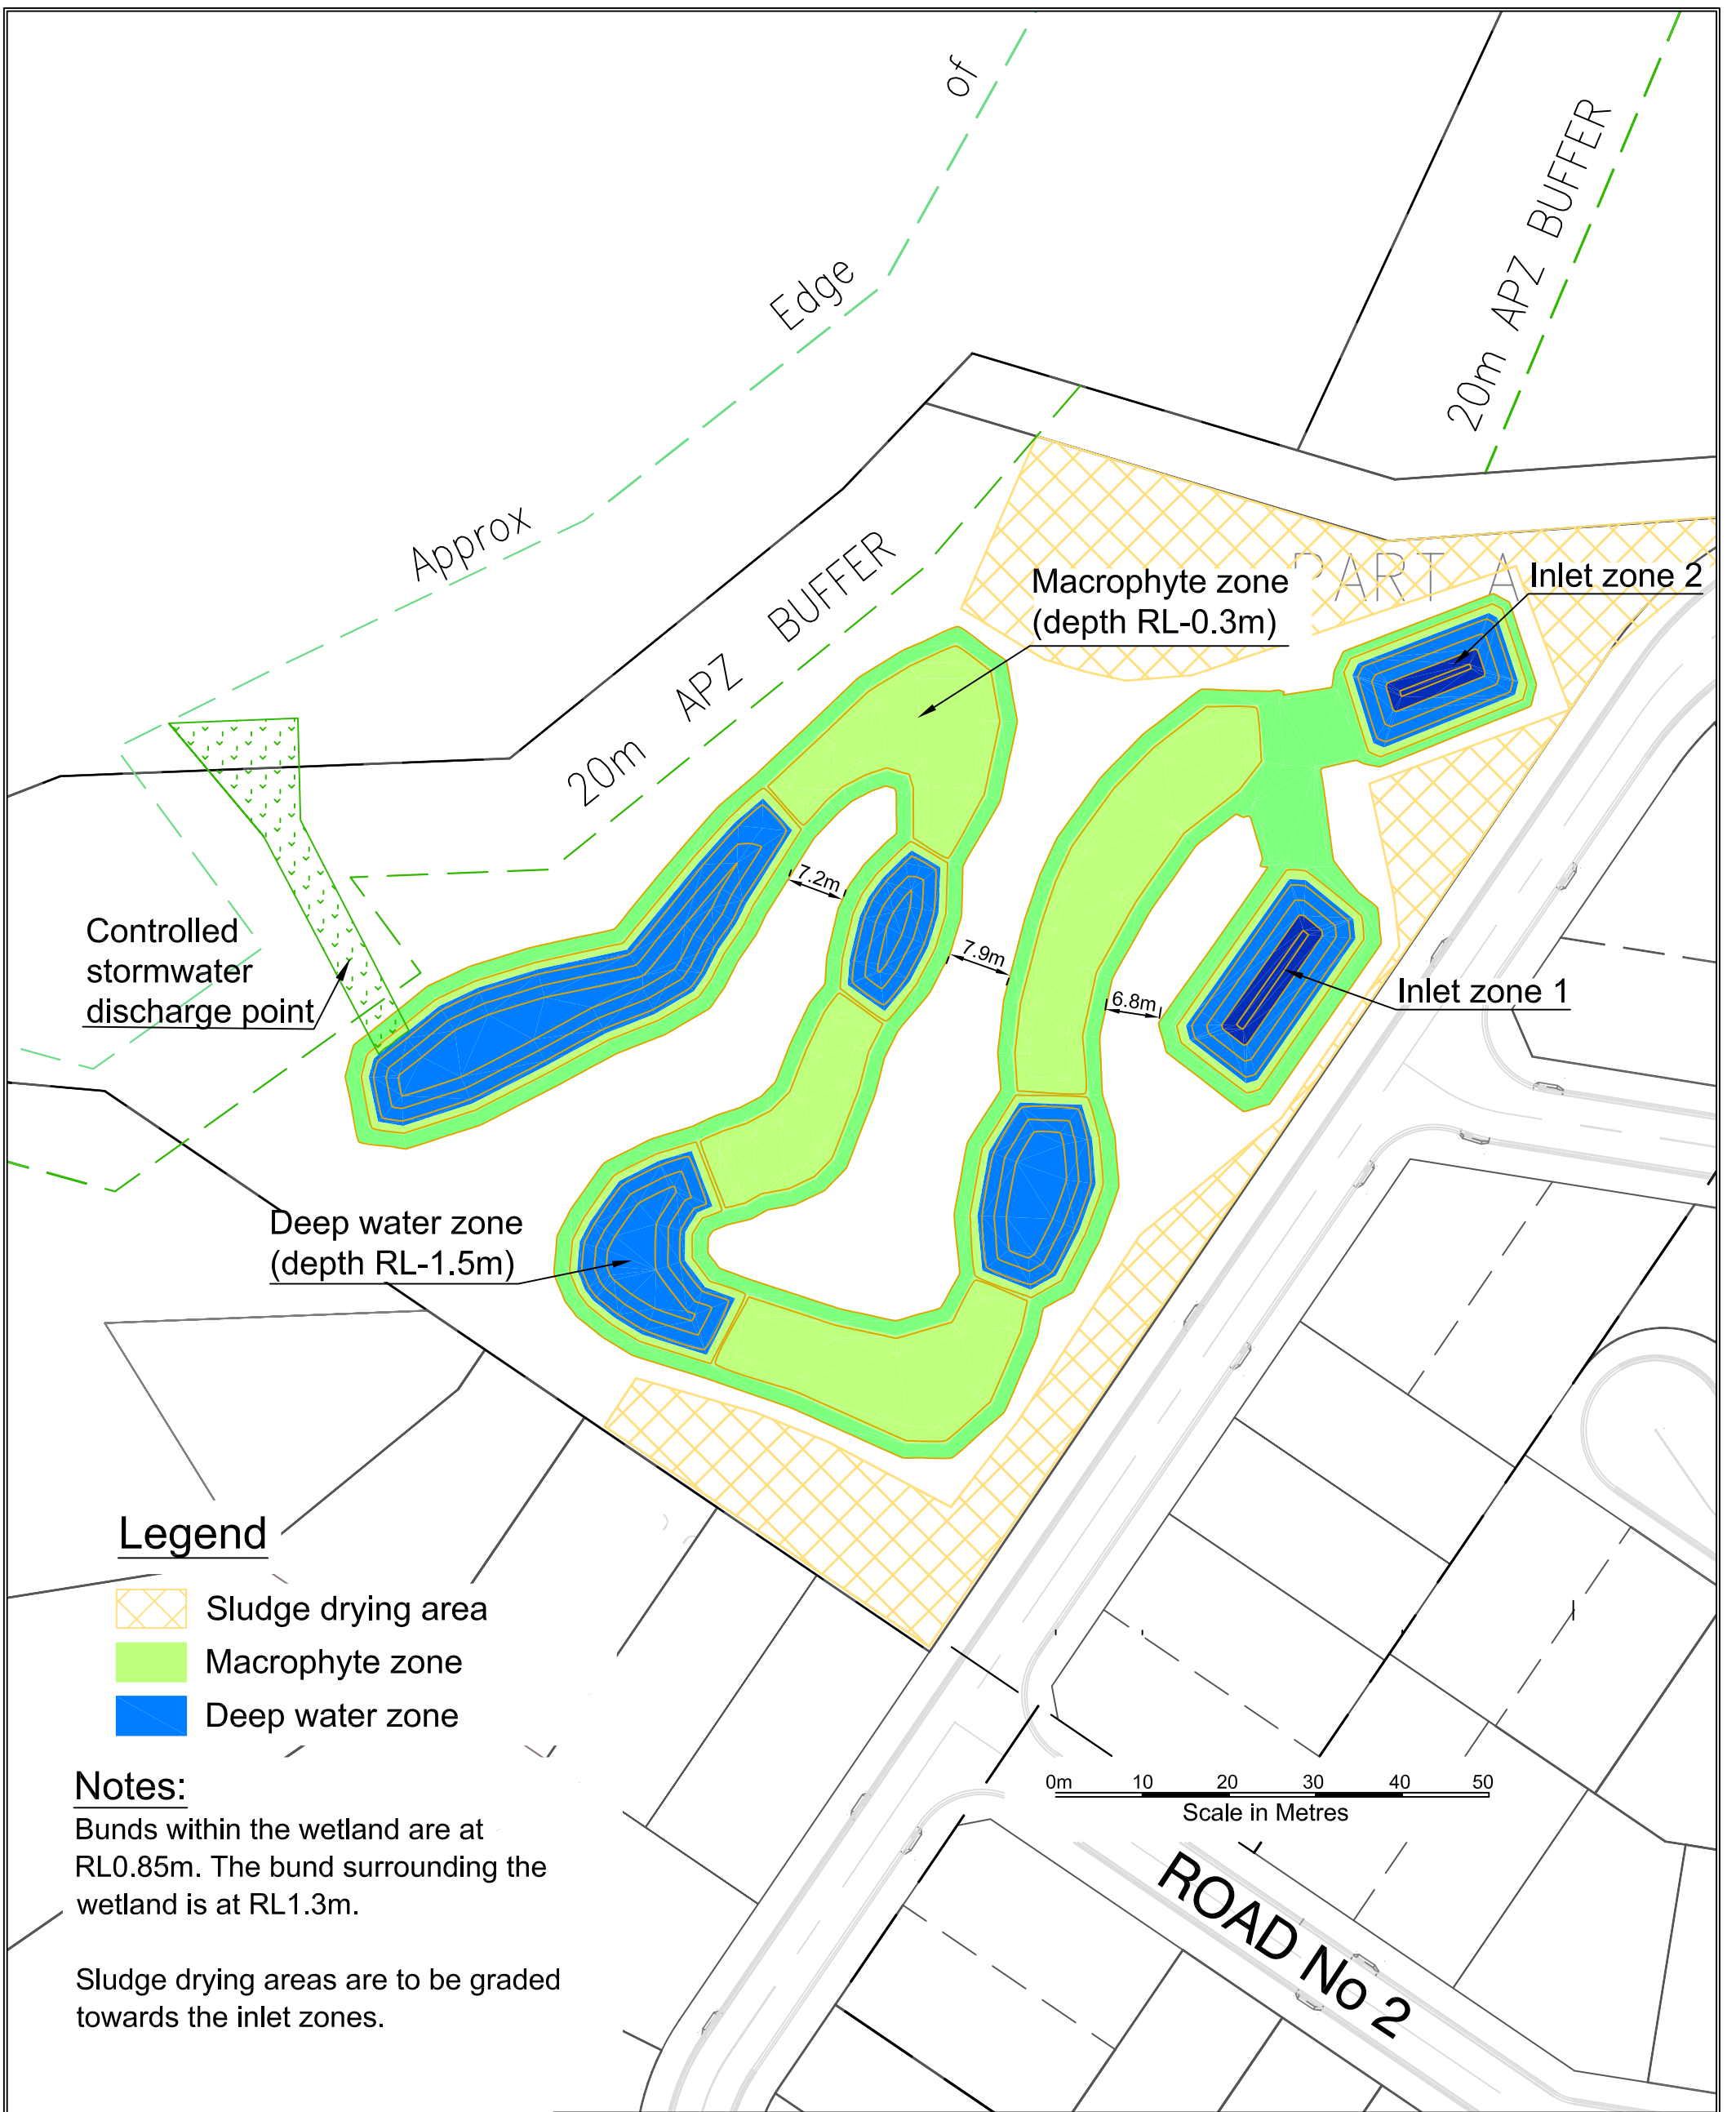 of
Edge
Approx
20m APZ BUFFER
20m APZ BUFFER
PART A
Macrophyte zone
(depth RL-0.3m)
Inlet zone 2
7.2m
7.9m
6.8m
Controlled
stormwater
discharge point
Inlet zone 1
Deep water zone
(depth RL-1.5m)
Legend
Sludge drying area
Macrophyte zone
Deep water zone
Notes:
Bunds within the wetland are at
RL0.85m. The bund surrounding the
wetland is at RL1.3m.
Sludge drying areas are to be graded
towards the inlet zones.
0m 10 20 30 40 50
Scale in Metres
ROAD No 2